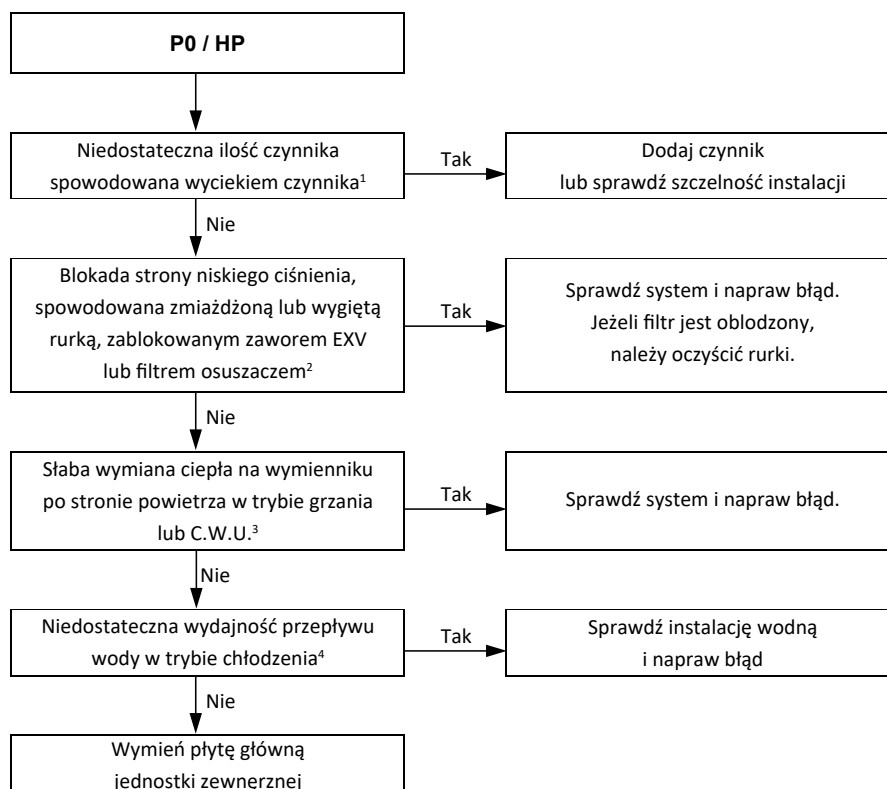 P0 / HP
Niedostateczna ilość czynnika
spowodowana wyciekiem czynnika¹
Tak
Dodaj czynnik
lub sprawdź szczelność instalacji
Nie
Blokada strony niskiego ciśnienia,
spowodowana zmiażdżoną lub wygiętą
rurką, zablokowanym zaworem EXV
lub filtrem osuszaczem²
Tak
Sprawdź system i napraw błąd.
Jeżeli filtr jest oblodzony,
należy oczyścić rurki.
Nie
Słaba wymiana ciepła na wymienniku
po stronie powietrza w trybie grzania
lub C.W.U.³
Tak
Sprawdź system i napraw błąd.
Nie
Niedostateczna wydajność przepływu
wody w trybie chłodzenia⁴
Tak
Sprawdź instalację wodną
i napraw błąd
Nie
Wymień płytę główną
jednostki zewnęrznej